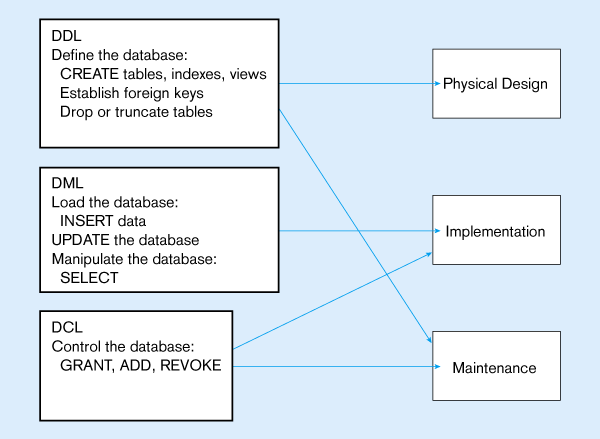 DDL
Define the database:
CREATE tables, indexes, views
Establish foreign keys
Drop or truncate tables
Physical Design
DML
Load the database:
INSERT data
UPDATE the database
Manipulate the database:
SELECT
Implementation
DCL
Control the database:
GRANT, ADD, REVOKE
Maintenance